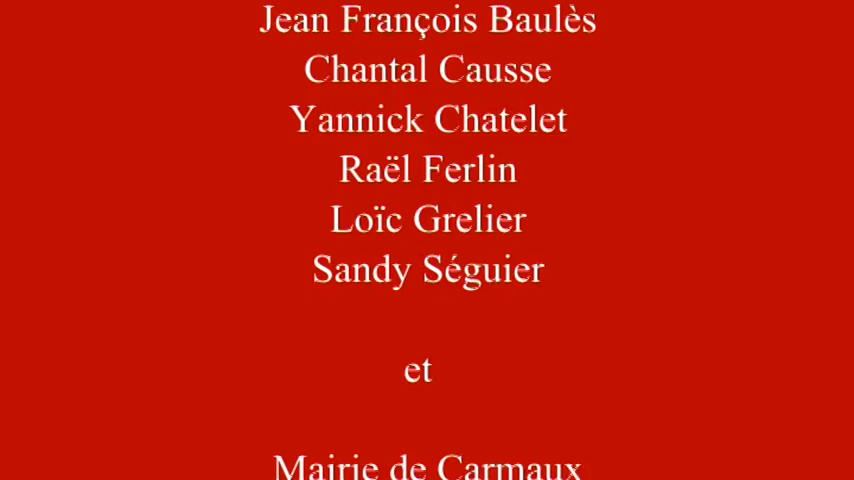 Jean François Baulès
Chantal Causse
Yannick Chatelet
Raël Ferlin
Loïc Grelier
Sandy Séguier
et
Mairie de Carmaux